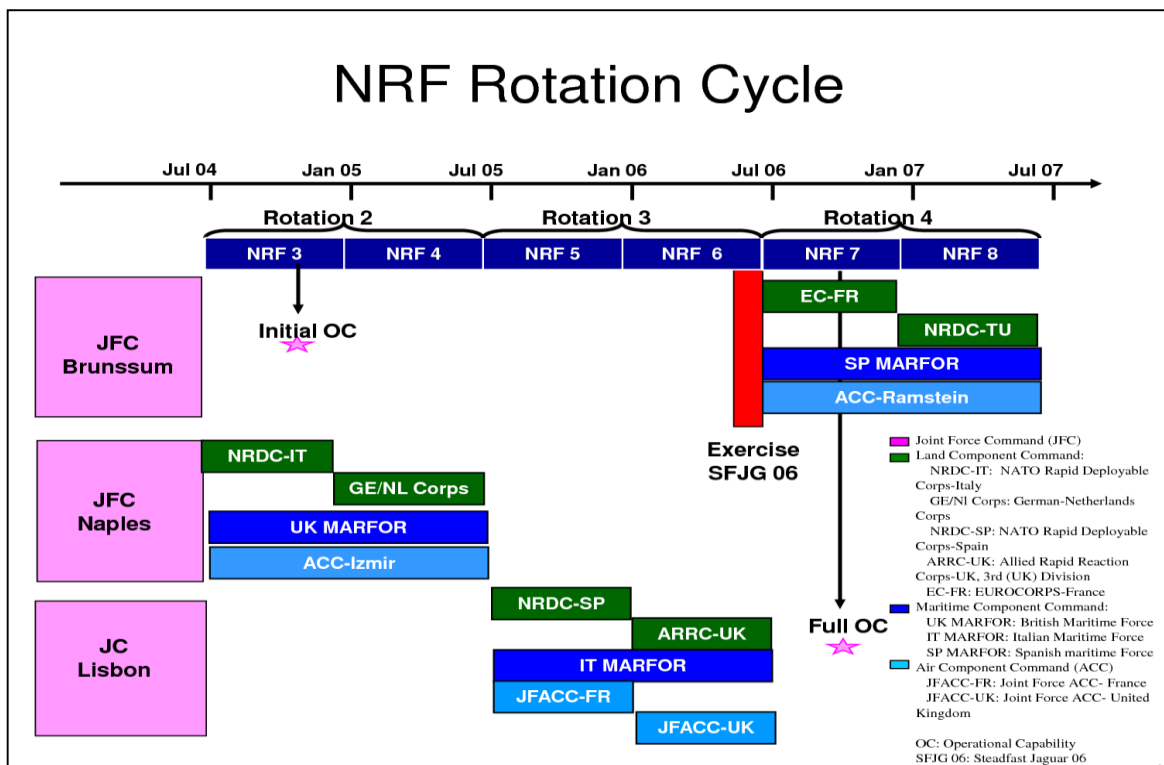 NRF Rotation Cycle
Jul 04 Jan 05 Jul 05 Jan 06 Jul 06 Jan 07 Jul 07
Rotation 2 Rotation 3 Rotation 4
NRF 3 NRF 4 NRF 5 NRF 6 NRF 7 NRF 8
JFC
Brunssum
Initial OC
EC-FR
NRDC-TU
SP MARFOR
ACC-Ramstein
Exercise
SFJG 06
JFC
Naples
NRDC-IT
GE/NL Corps
UK MARFOR
ACC-Izmir
JC
Lisbon
NRDC-SP
ARRC-UK
IT MARFOR
JFACC-FR
JFACC-UK
Full OC
Joint Force Command (JFC)
Land Component Command:
NRDC-IT: NATO Rapid Deployable
Corps-Italy
GE/Nl Corps: German-Netherlands
Corps
NRDC-SP: NATO Rapid Deployable
Corps-Spain
ARRC-UK: Allied Rapid Reaction
Corps-UK, 3rd (UK) Division
EC-FR: EUROCORPS-France
Maritime Component Command:
UK MARFOR: British Maritime Force
IT MARFOR: Italian Maritime Force
SP MARFOR: Spanish maritime Force
Air Component Command (ACC)
JFACC-FR: Joint Force ACC- France
JFACC-UK: Joint Force ACC- United
Kingdom
OC: Operational Capability
SFJG 06: Steadfast Jaguar 06